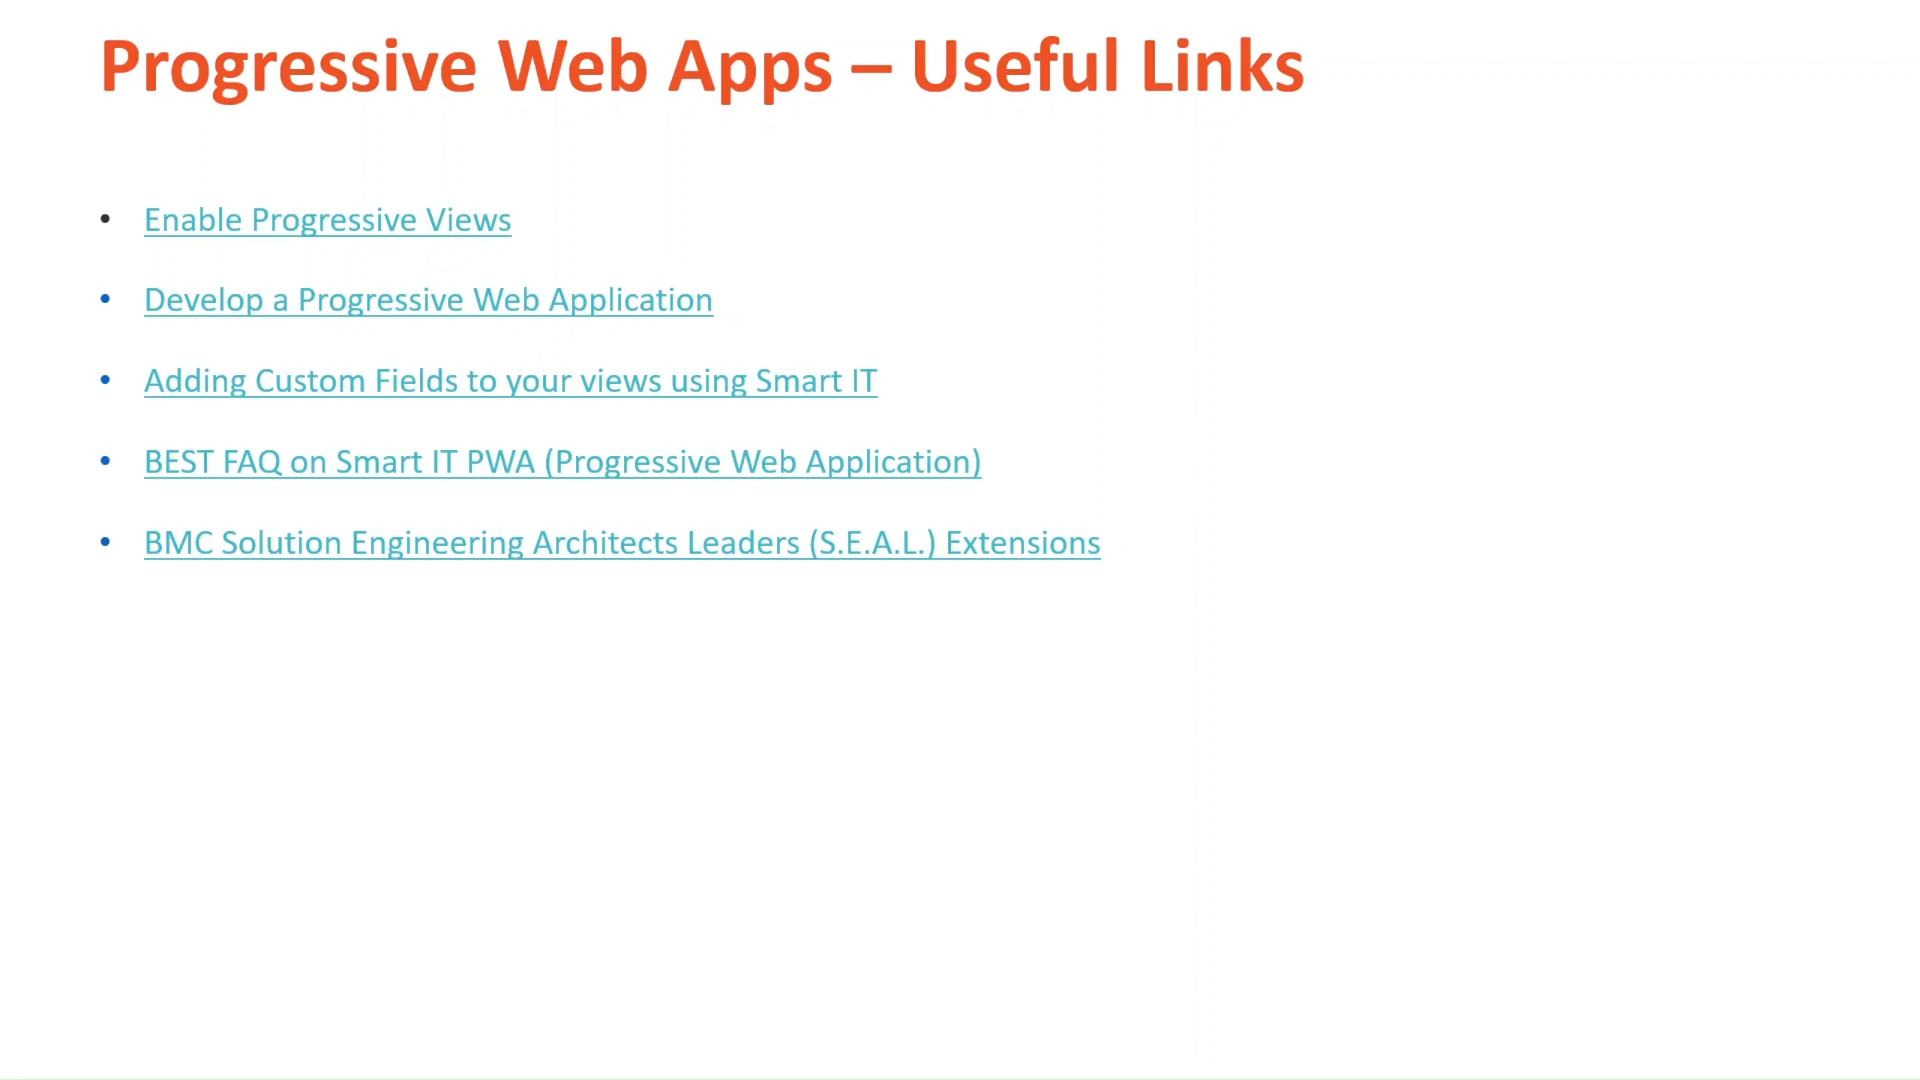 Progressive Web Apps – Useful Links
• Enable Progressive Views
• Develop a Progressive Web Application
• Adding Custom Fields to your views using Smart IT
• BEST FAQ on Smart IT PWA (Progressive Web Application)
• BMC Solution Engineering Architects Leaders (S.E.A.L.) Extensions